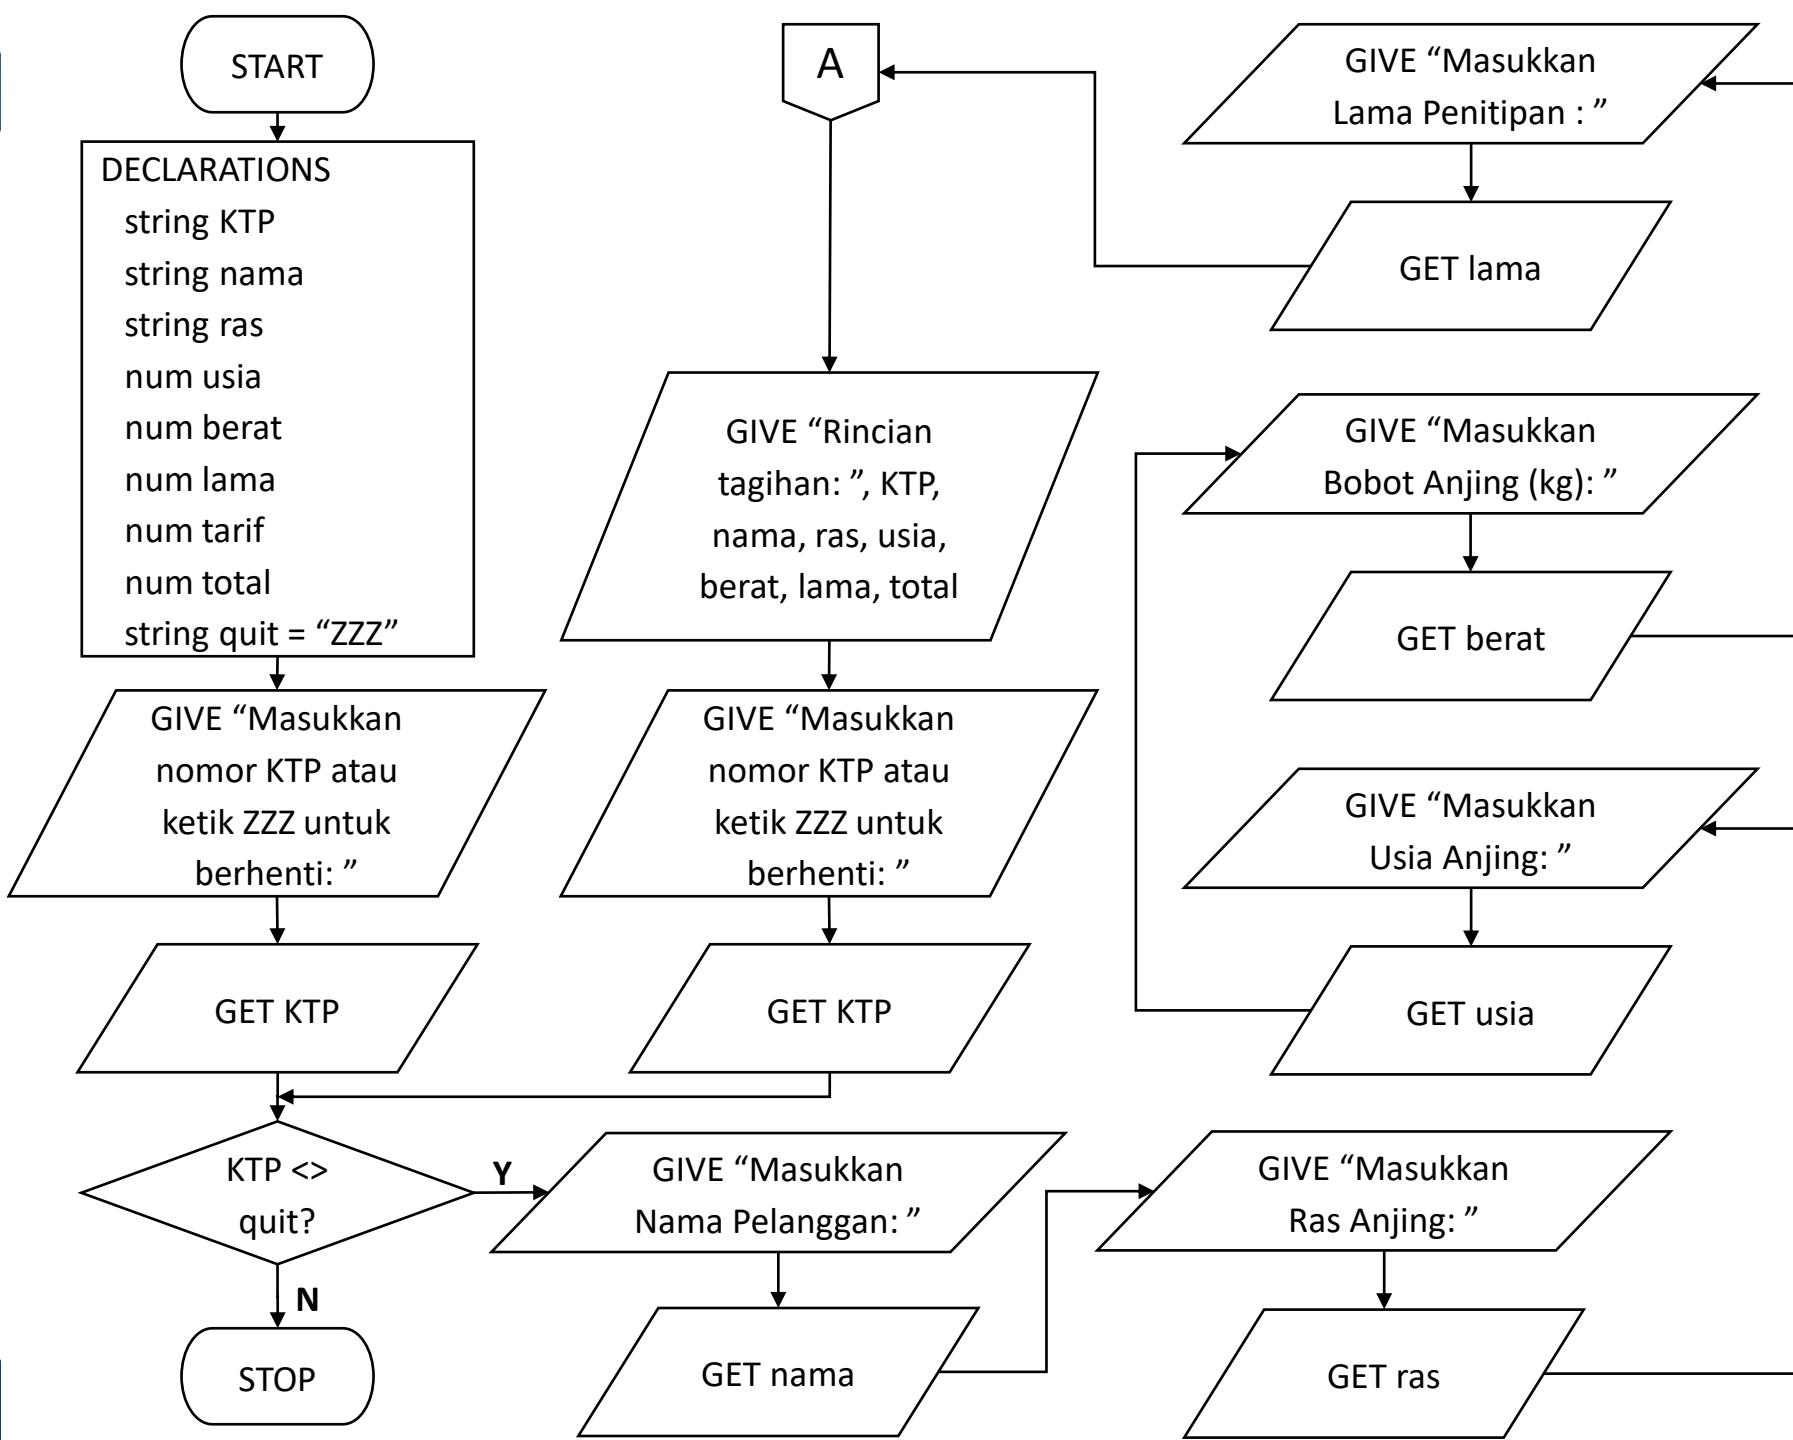 START
DECLARATIONS
string KTP
string nama
string ras
num usia
num berat
num lama
num tarif
num total
string quit = “ZZZ”
GIVE “Masukkan
nomor KTP atau
ketik ZZZ untuk
berhenti: ”
GET KTP
KTP <>
quit?
Y
N
STOP
GIVE “Masukkan
Nama Pelanggan: ”
GET nama
GIVE “Masukkan
Ras Anjing: ”
GET ras
GIVE “Masukkan
Usia Anjing: ”
GET usia
GIVE “Masukkan
Bobot Anjing (kg): ”
GET berat
GIVE “Masukkan
Lama Penitipan : ”
GET lama
A
GIVE “Rincian
tagihan: ”, KTP,
nama, ras, usia,
berat, lama, total
GIVE “Masukkan
nomor KTP atau
ketik ZZZ untuk
berhenti: ”
GET KTP